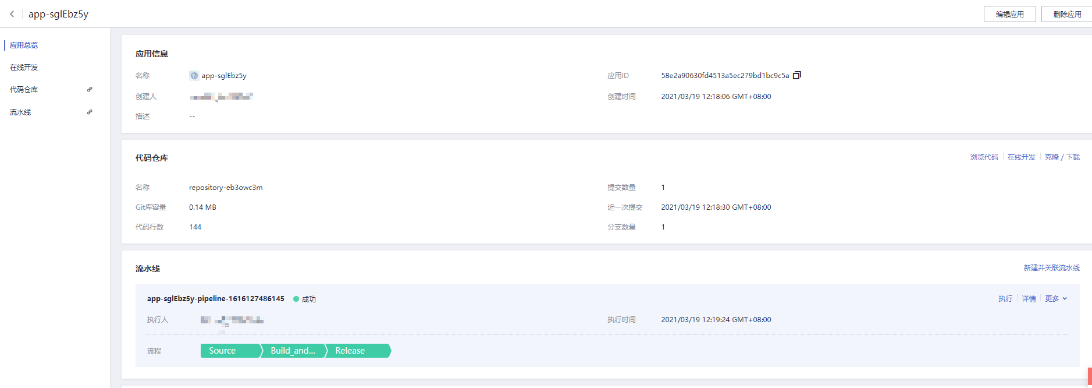 app-sglEbz5y
编辑应用 删除应用
应用总览
在线开发
代码仓库
流水线
应用信息
名称 app-sglEbz5y 应用ID 58e2a90630fd4513a5ec279bd1bc9c5a
创建人 创建时间 2021/03/19 12:18:06 GMT+08:00
描述 --
代码仓库 浏览代码 在线开发 克隆 / 下载
名称 repository-eb3owc3m 提交数量 1
Git库容量 0.14 MB 近一次提交 2021/03/19 12:18:30 GMT+08:00
代码行数 144 分支数量 1
流水线 新建并关联流水线
app-sglEbz5y-pipeline-1616127486145 成功 执行 详情 更多
执行人 执行时间 2021/03/19 12:19:24 GMT+08:00
流程 Source Build_and... Release